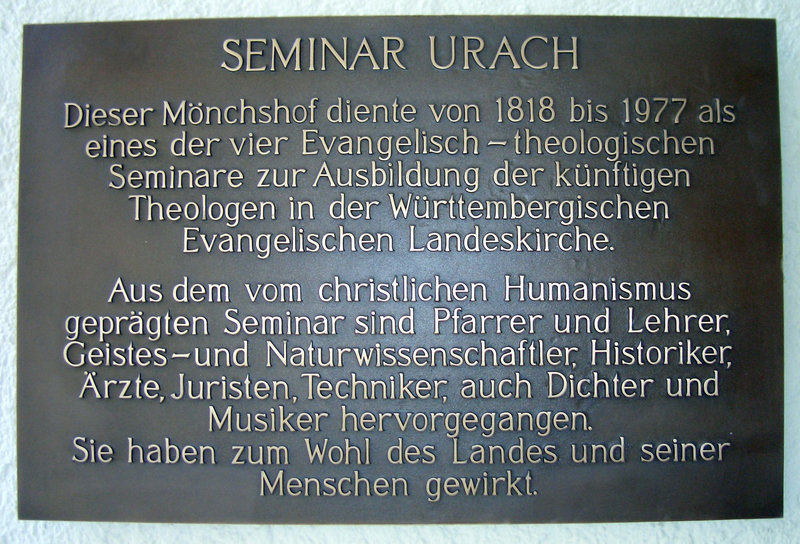 SEMINAR URACH
Dieser Mönchshof diente von 1818 bis 1977 als
eines der vier Evangelisch – theologischen
Seminare zur Ausbildung der künftigen
Theologen in der Württembergischen
Evangelischen Landeskirche.
Aus dem vom christlichen Humanismus
geprägten Seminar sind Pfarrer und Lehrer,
Geistes – und Naturwissenschaftler, Historiker,
Ärzte, Juristen, Techniker, auch Dichter und
Musiker hervorgegangen.
Sie haben zum Wohl des Landes und seiner
Menschen gewirkt.